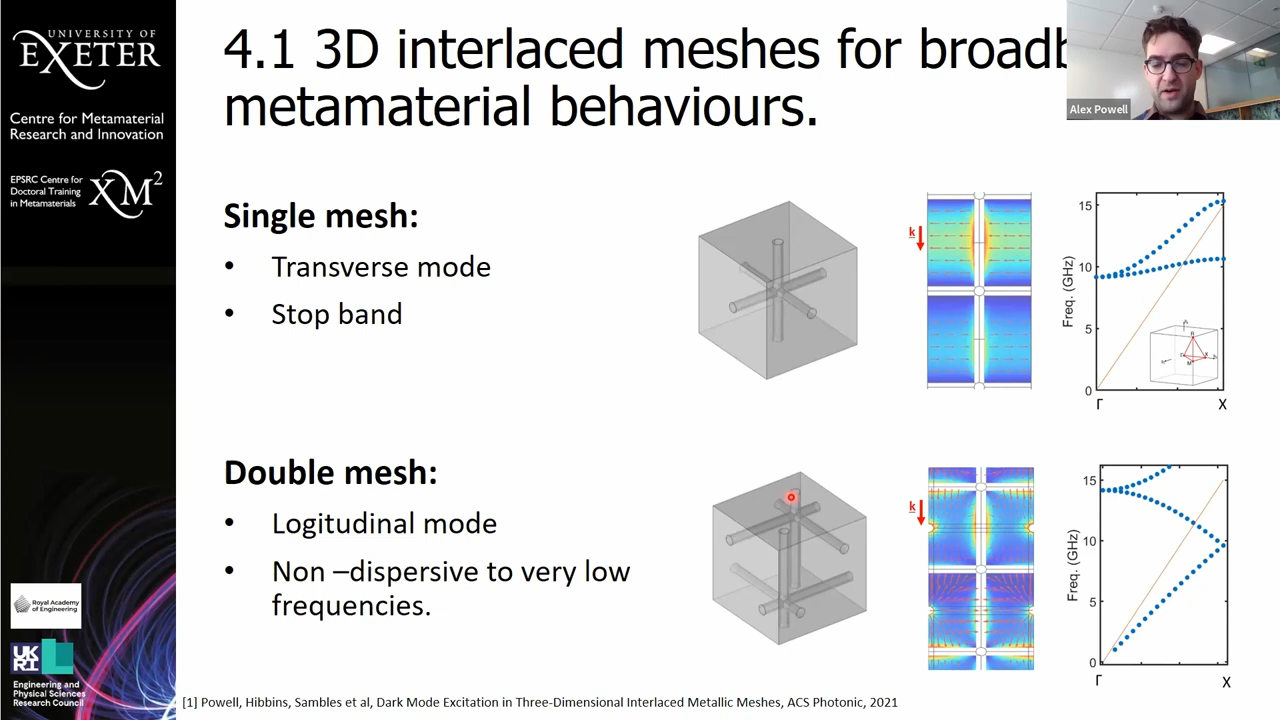 UNIVERSITY OF
EXETER
Centre for Metamaterial
Research and Innovation
EPSRC Centre for
Doctoral Training
in Metamaterials
XM²
Royal Academy
of Engineering
UK
RI
Engineering and
Physical Sciences
Research Council
4.1 3D interlaced meshes for broadb
metamaterial behaviours.
Alex Powell
Single mesh:
• Transverse mode
• Stop band
k
Freq. (GHz)
15
10
5
0
Γ X
Double mesh:
• Logitudinal mode
• Non –dispersive to very low
frequencies.
k
Freq. (GHz)
15
10
5
0
Γ X
[1] Powell, Hibbins, Sambles et al, Dark Mode Excitation in Three-Dimensional Interlaced Metallic Meshes, ACS Photonic, 2021